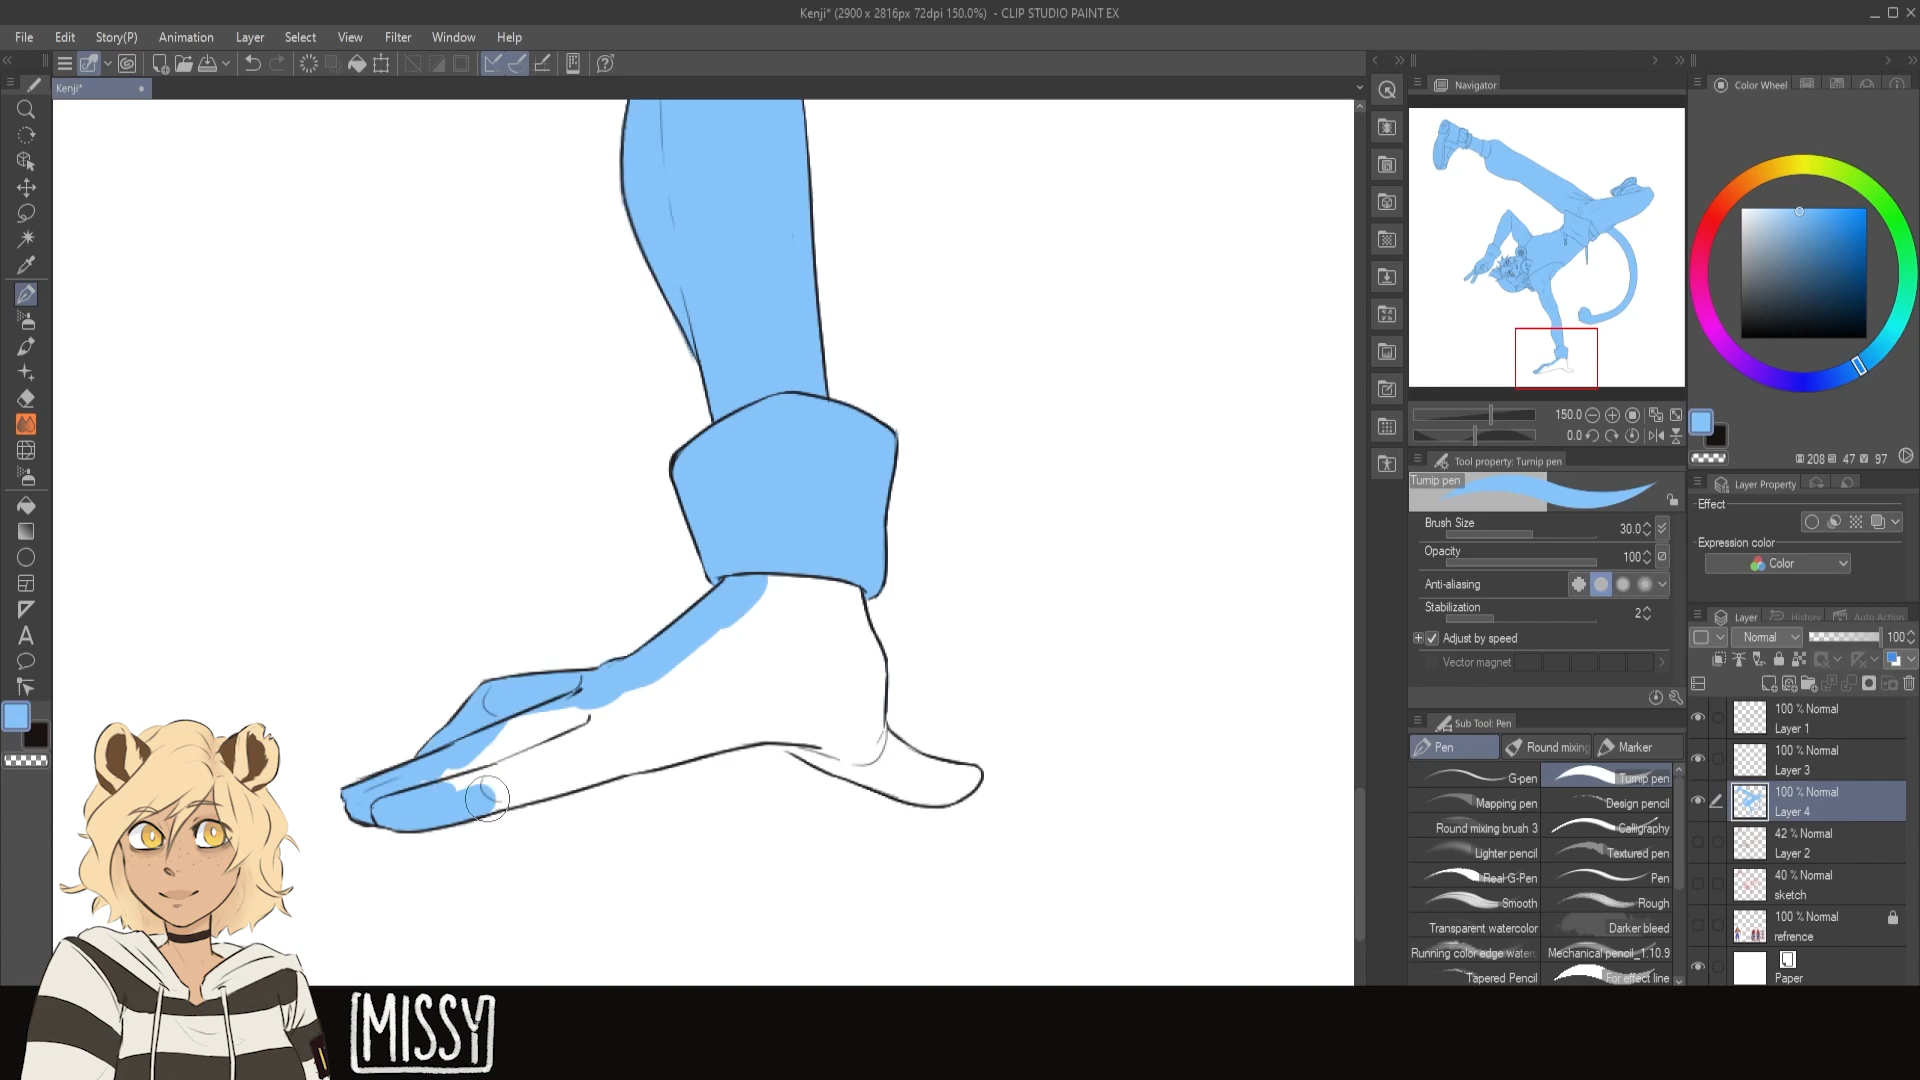 Kenji* (2900 x 2816px 72dpi 150.0%) - CLIP STUDIO PAINT EX
File Edit Story(P) Animation Layer Select View Filter Window Help
Kenji*
Navigator
Color Wheel
150.0
0.0
208 47 97
Tool property: Turnip pen
Turnip pen
Brush Size 30.0
Opacity 100
Anti-aliasing
Stabilization 2
Adjust by speed
Vector magnet
Layer Property
Effect
Expression color
Color
Layer History Auto Action
Normal 100
Sub Tool: Pen
Pen Round mixing Marker
G-pen Turnip pen
Mapping pen Design pencil
Round mixing brush 3 Calligraphy
Lighter pencil Textured pen
Real G-Pen Pen
Smooth Rough
Transparent watercolor Darker bleed
Running color edge water Mechanical pencil_1.10.9
Tapered Pencil For effect line
100 % Normal
Layer 1
100 % Normal
Layer 3
100 % Normal
Layer 4
42 % Normal
Layer 2
40 % Normal
sketch
100 % Normal
refrence
Paper
A
MISSY